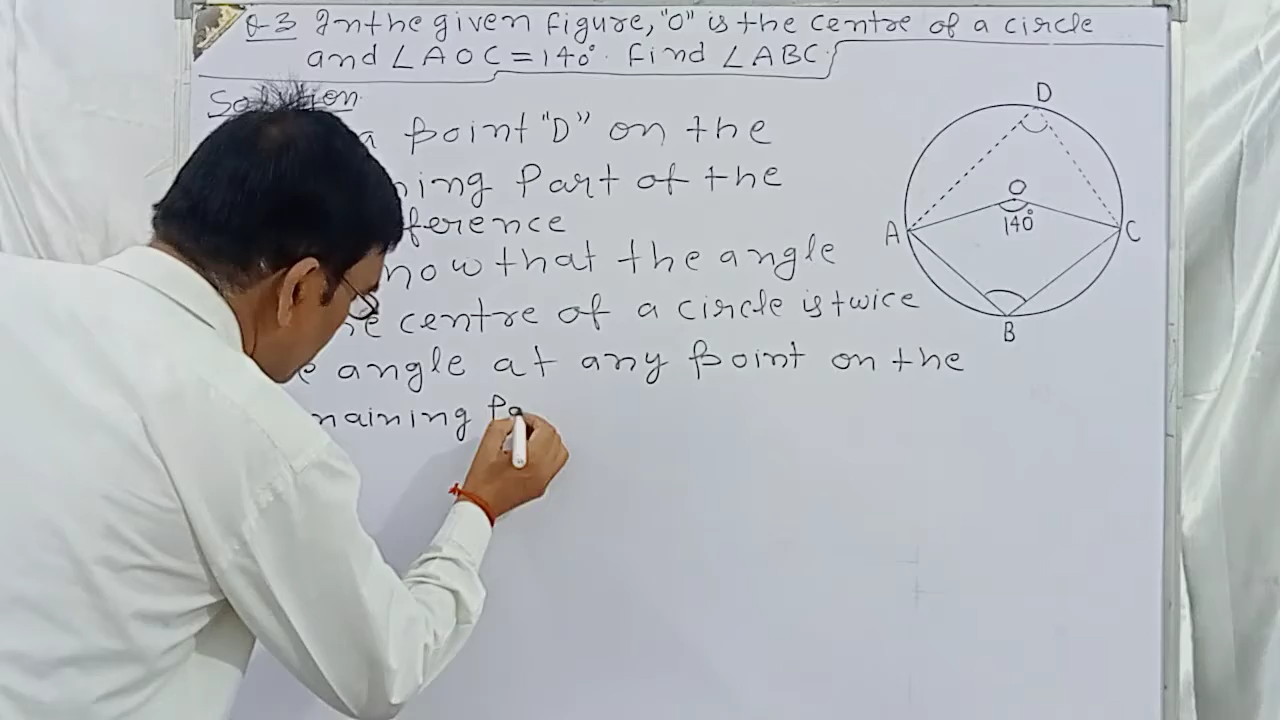 Q-3 In the given figure, "O" is the centre of a circle
and ∠AOC = 140°. Find ∠ABC.
Solution
a point "D" on the
ning Part of the
ference
now that the angle
he centre of a circle is twice
e angle at any point on the
maining Pa
D
O
140°
A
C
B